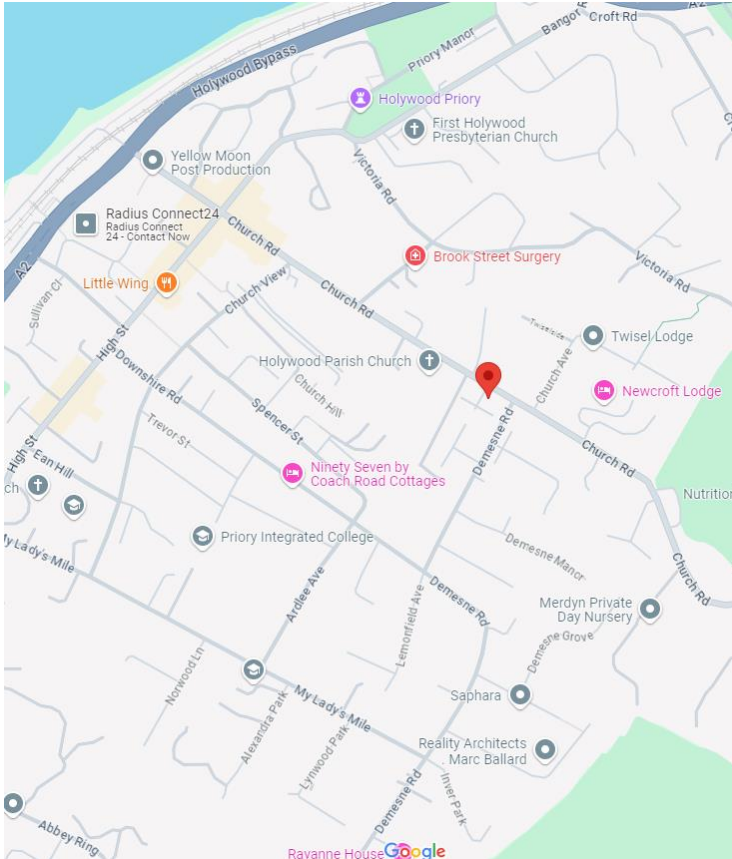 Croft Rd
A2
Bangor R
Priory Manor
Holywood Bypass
Holywood Priory
First Holywood
Presbyterian Church
Yellow Moon
Post Production
Victoria Rd
Radius Connect24
Radius Connect
24 - Contact Now
Church Rd
A2
Brook Street Surgery
Little Wing
Church View
Victoria Rd
Sullivan Cl
Church Rd
High St
Twisel Lodge
Holywood Parish Church
Church Ave
Downshire Rd
Church Hill
Newcroft Lodge
Trevor St
Spencer St
Demesne Rd
Church Rd
High St
Ean Hill
Ninety Seven by
Coach Road Cottages
ch
Nutrition
Priory Integrated College
My Lady's Mile
Demesne Manor
Church Rd
Ardlee Ave
Demesne Rd
Lemonfield Ave
Merdyn Private
Day Nursery
Demesne Grove
Norwood Ln
My Lady's Mile
Saphara
Alexandra Park
Lynwood Park
Reality Architects
. Marc Ballard
Inver Park
Demesne Rd
Abbey Ring
Rayanne House
Google